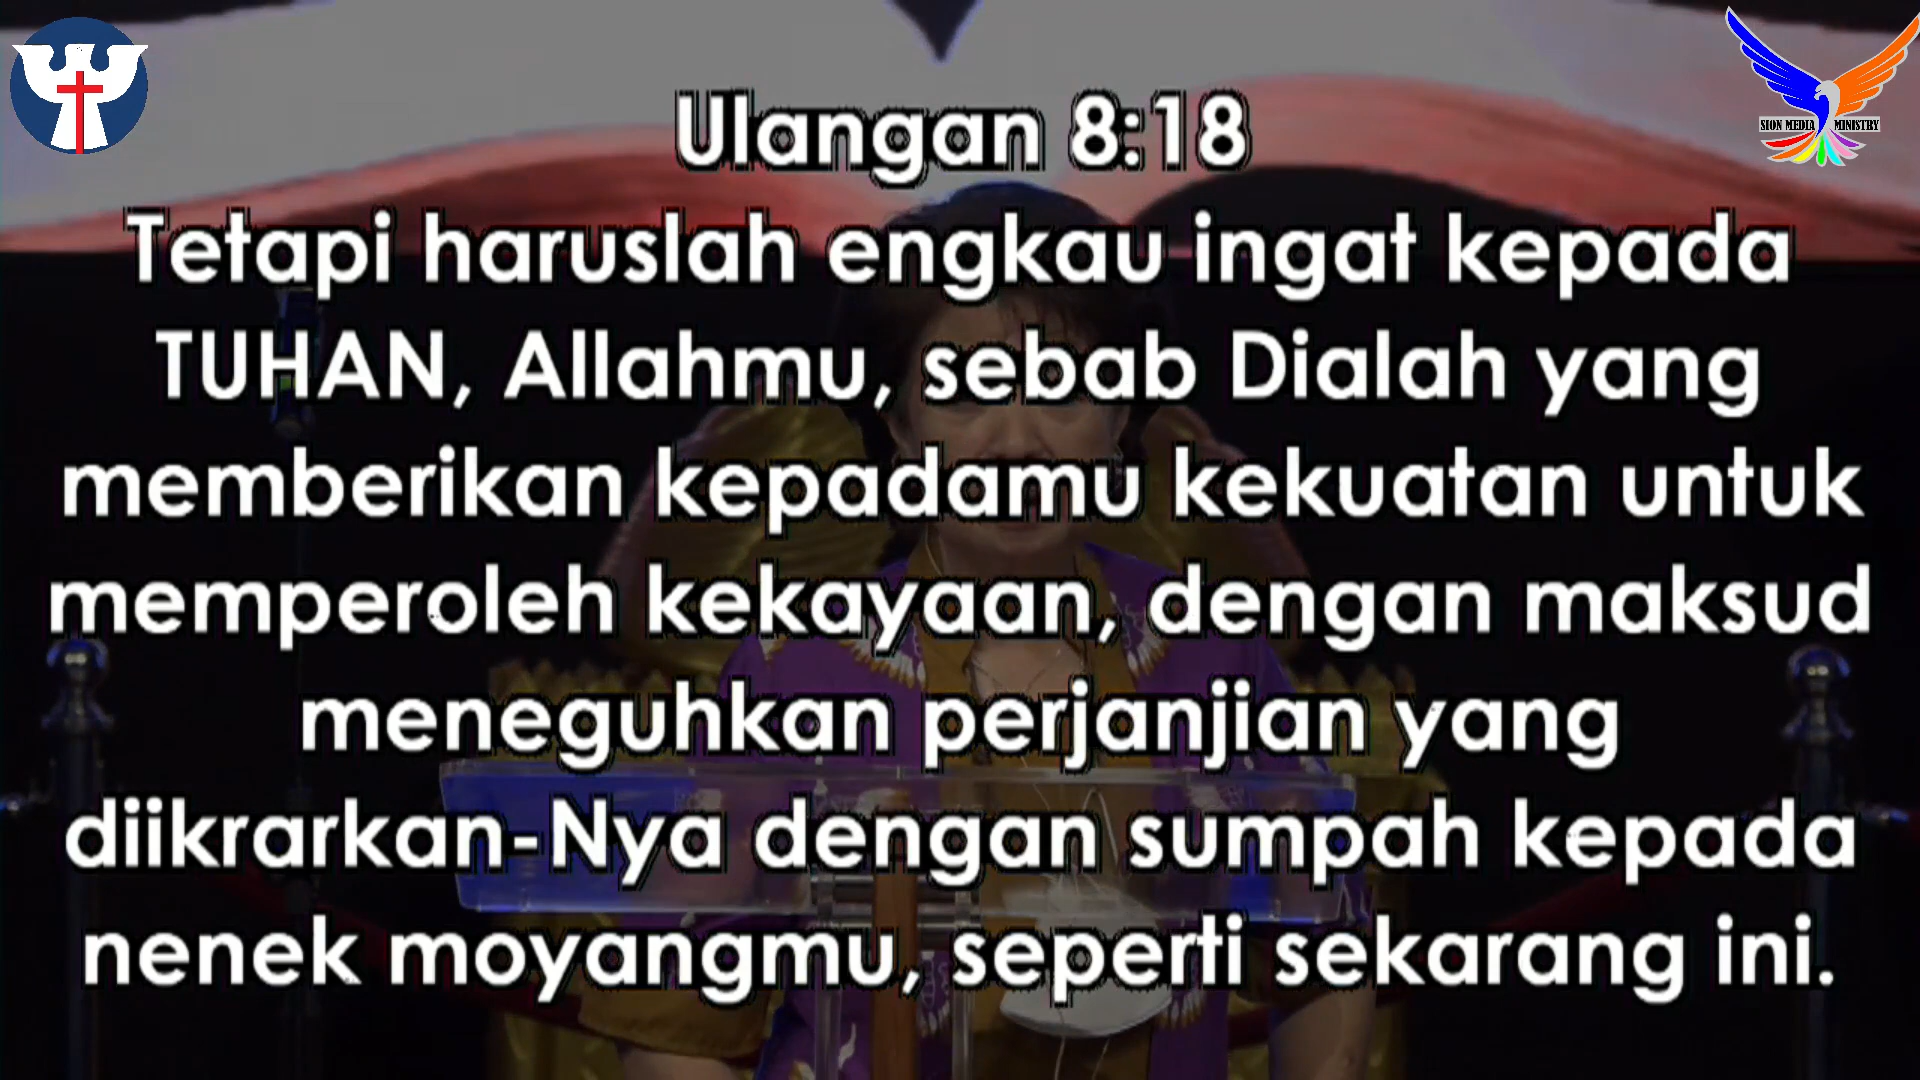 SION MEDIA MINISTRY
Ulangan 8:18
Tetapi haruslah engkau ingat kepada
TUHAN, Allahmu, sebab Dialah yang
memberikan kepadamu kekuatan untuk
memperoleh kekayaan, dengan maksud
meneguhkan perjanjian yang
diikrarkan-Nya dengan sumpah kepada
nenek moyangmu, seperti sekarang ini.